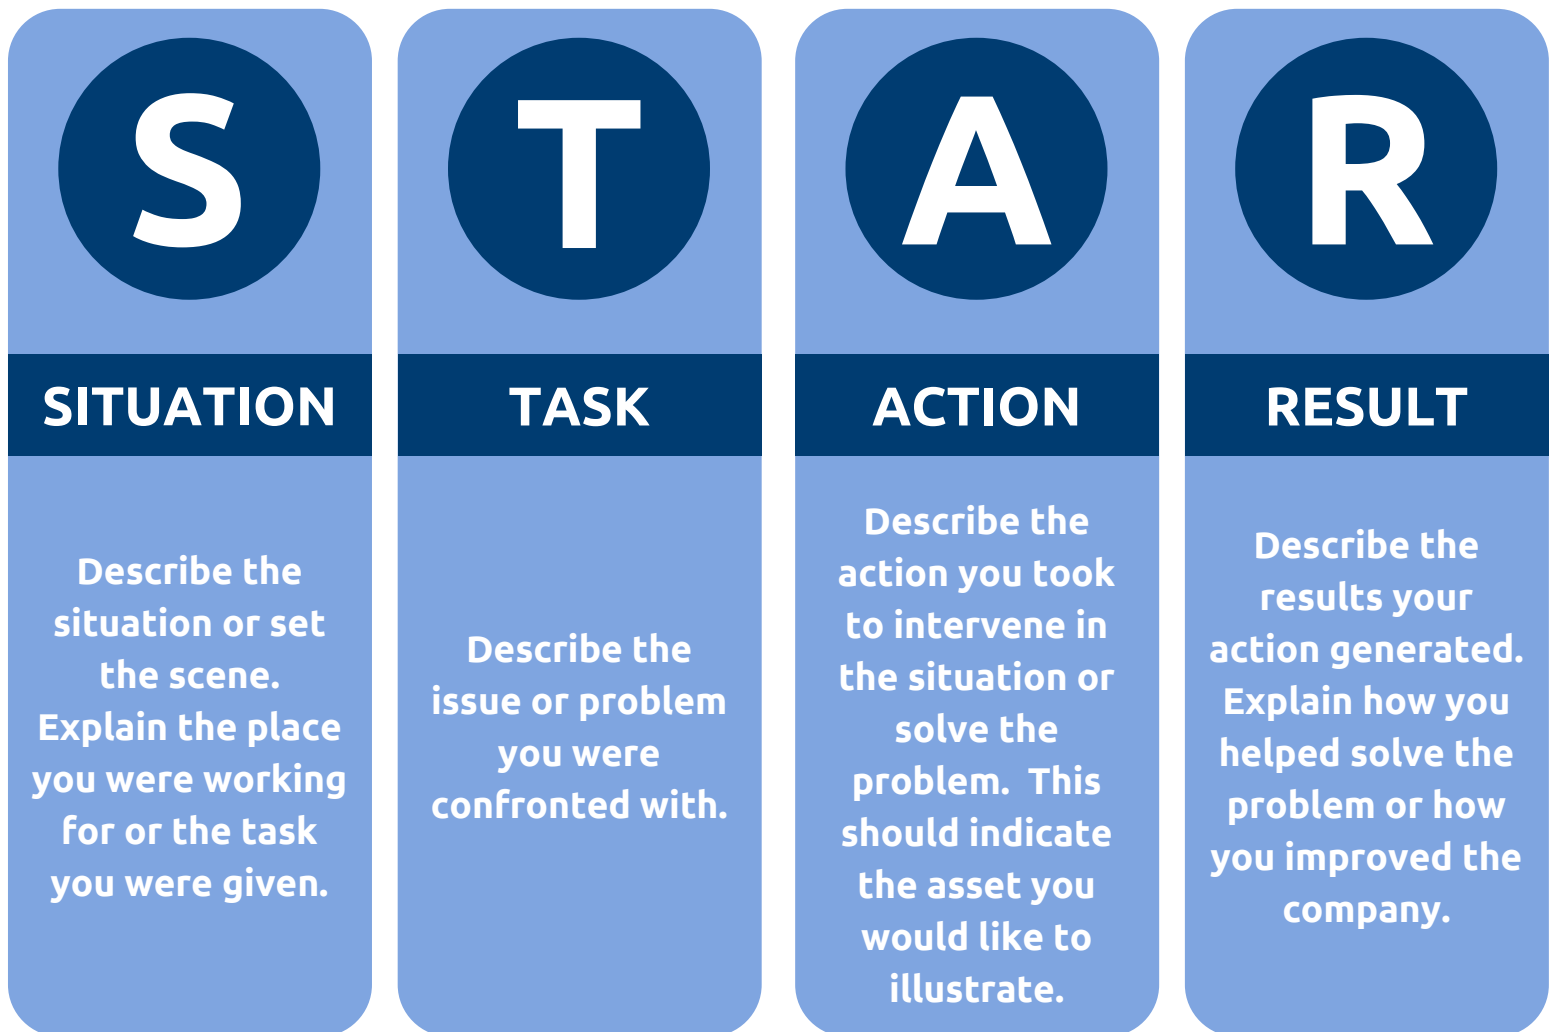 S
SITUATION
Describe the
situation or set
the scene.
Explain the place
you were working
for or the task
you were given.
T
TASK
Describe the
issue or problem
you were
confronted with.
A
ACTION
Describe the
action you took
to intervene in
the situation or
solve the
problem.  This
should indicate
the asset you
would like to
illustrate.
R
RESULT
Describe the
results your
action generated.
Explain how you
helped solve the
problem or how
you improved the
company.